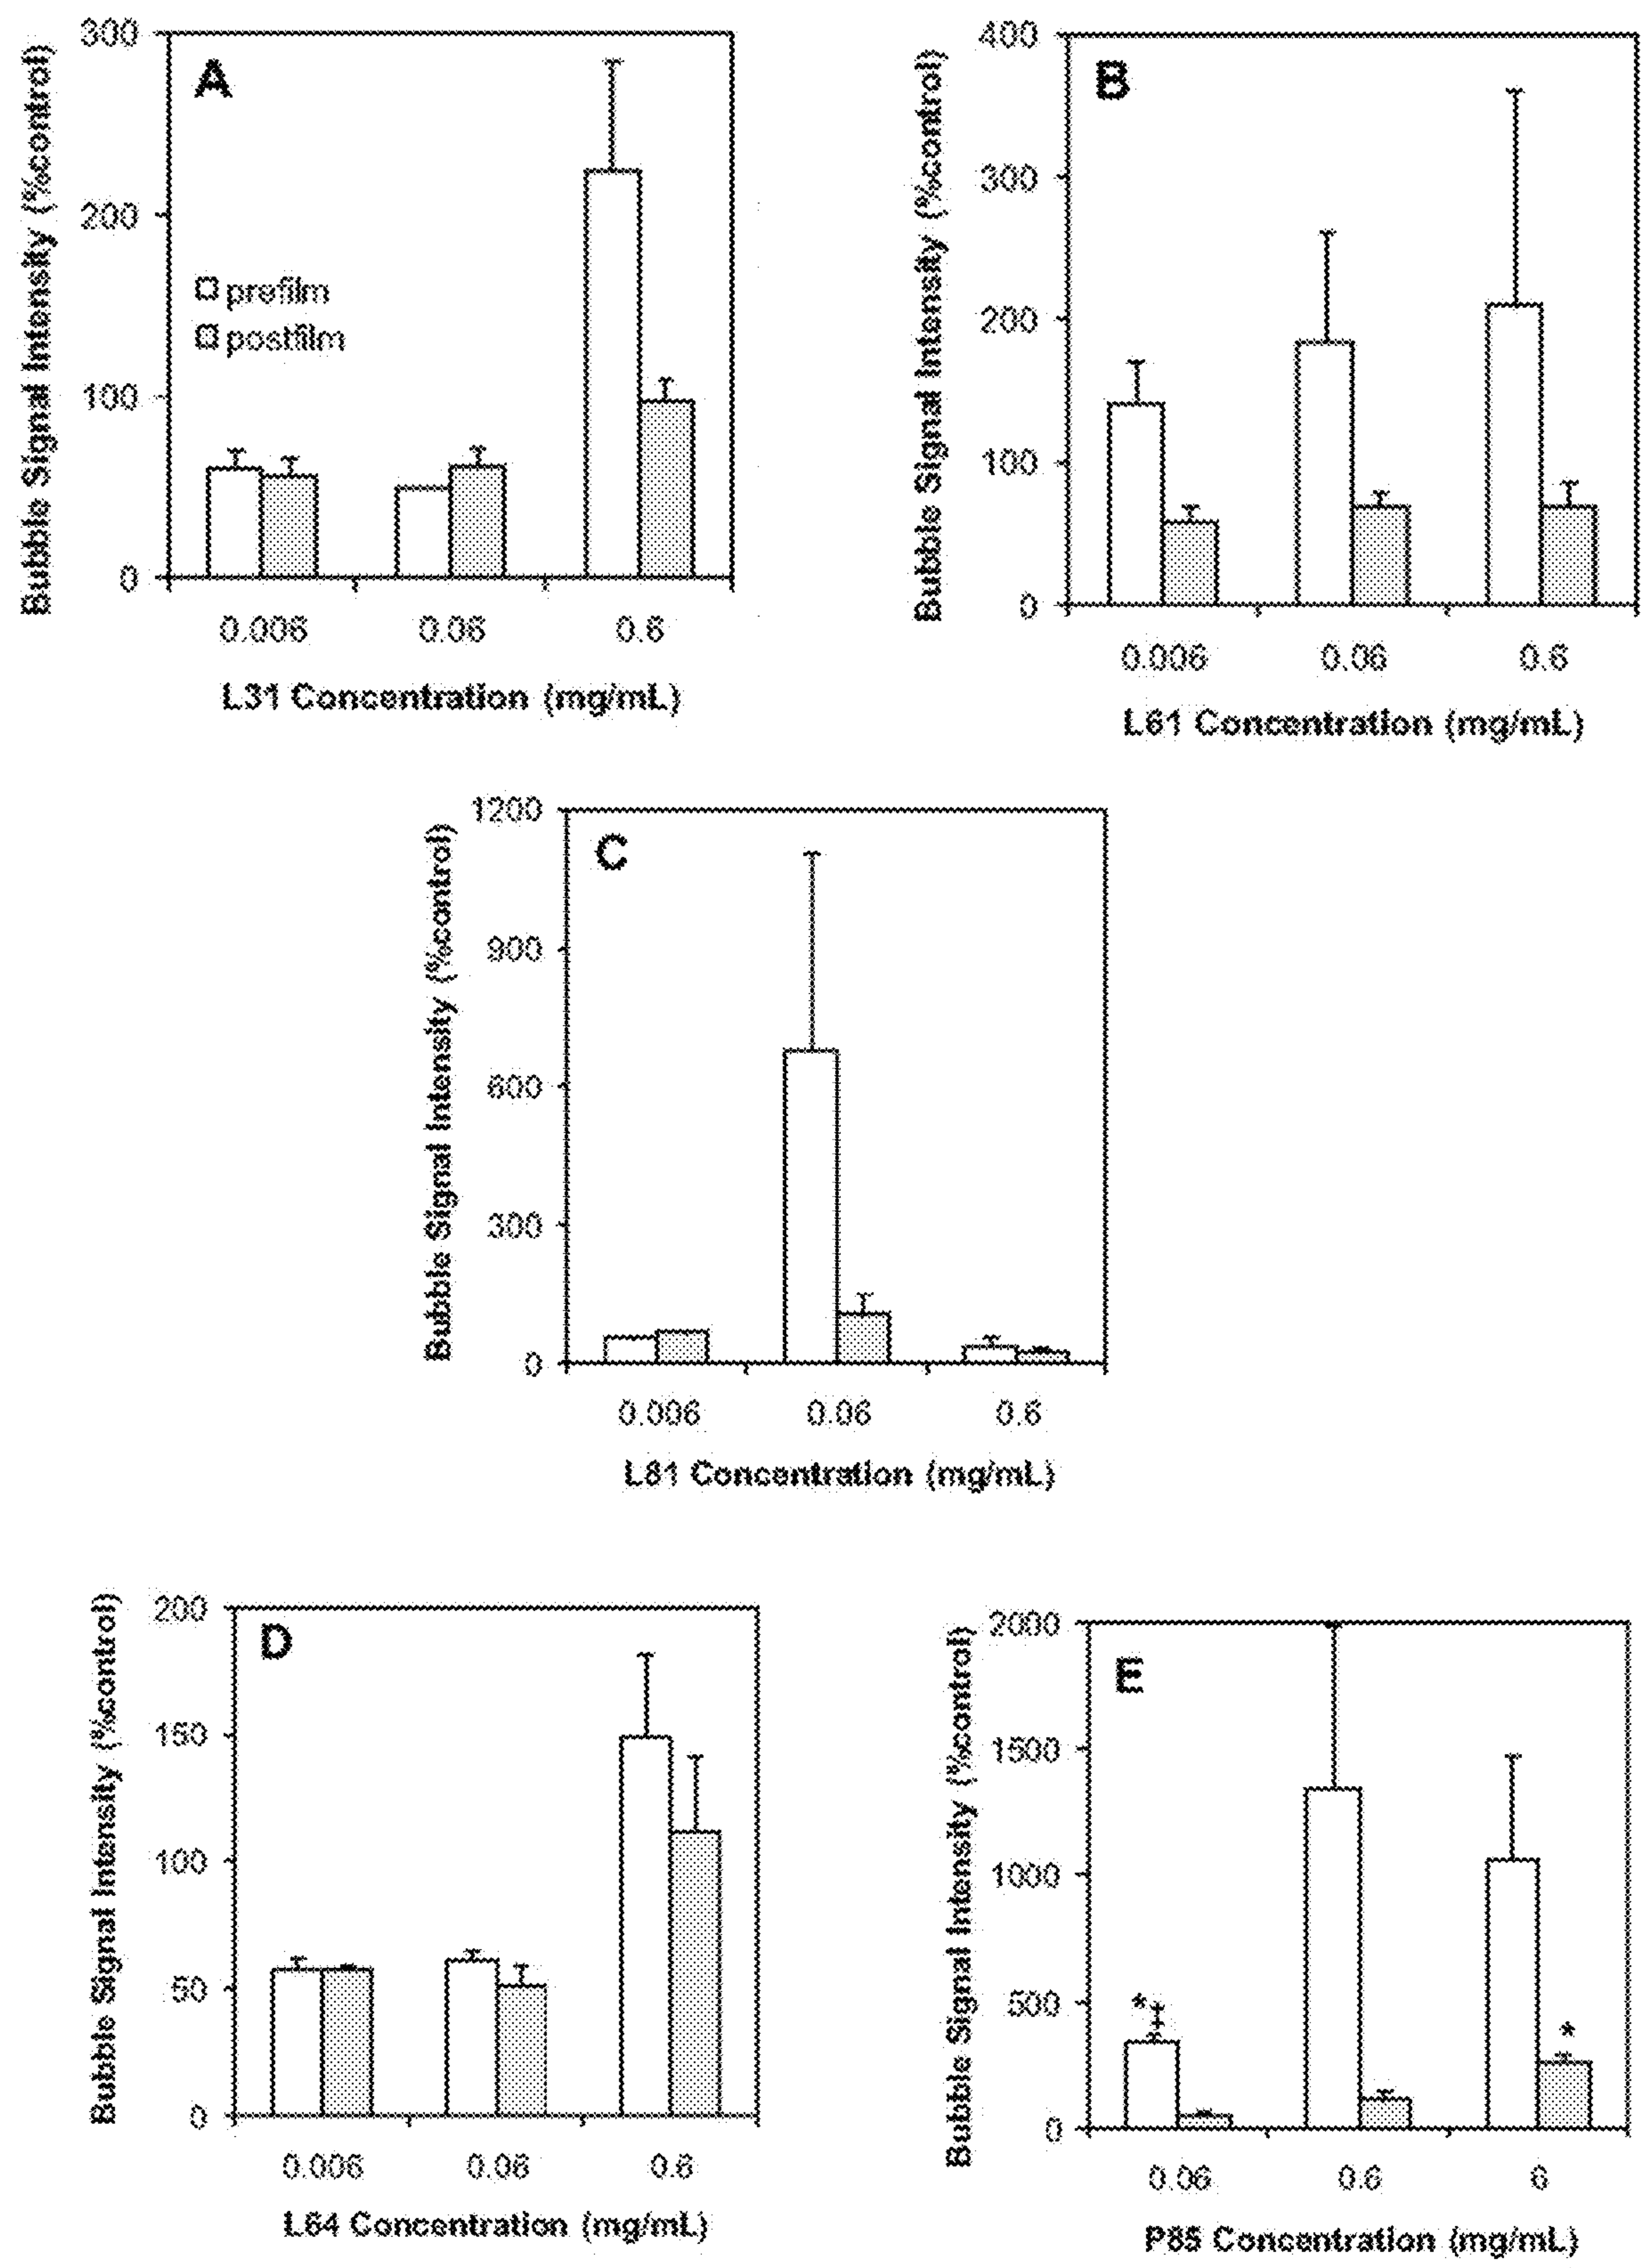 A
Bubble Signal Intensity (%control)
300
200
100
0
prefilm
postfilm
0.006
0.06
0.6
L31 Concentration (mg/mL)
B
Bubble Signal Intensity (%control)
400
300
200
100
0
0.006
0.06
0.6
L61 Concentration (mg/mL)
C
Bubble Signal Intensity (%control)
1200
900
600
300
0
0.006
0.06
0.6
L81 Concentration (mg/mL)
D
Bubble Signal Intensity (%control)
200
150
100
50
0
0.006
0.06
0.6
L64 Concentration (mg/mL)
E
Bubble Signal Intensity (%control)
2000
1500
1000
500
0
* ‡
*
0.06
0.6
6
P85 Concentration (mg/mL)